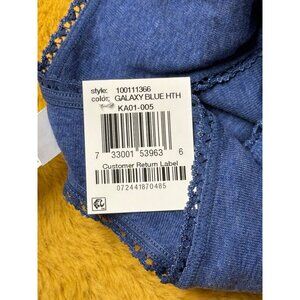 style: 100111366
color: GALAXY BLUE HTH
KA01-005
7 33001 53963 6
Customer Return Label
072441870485